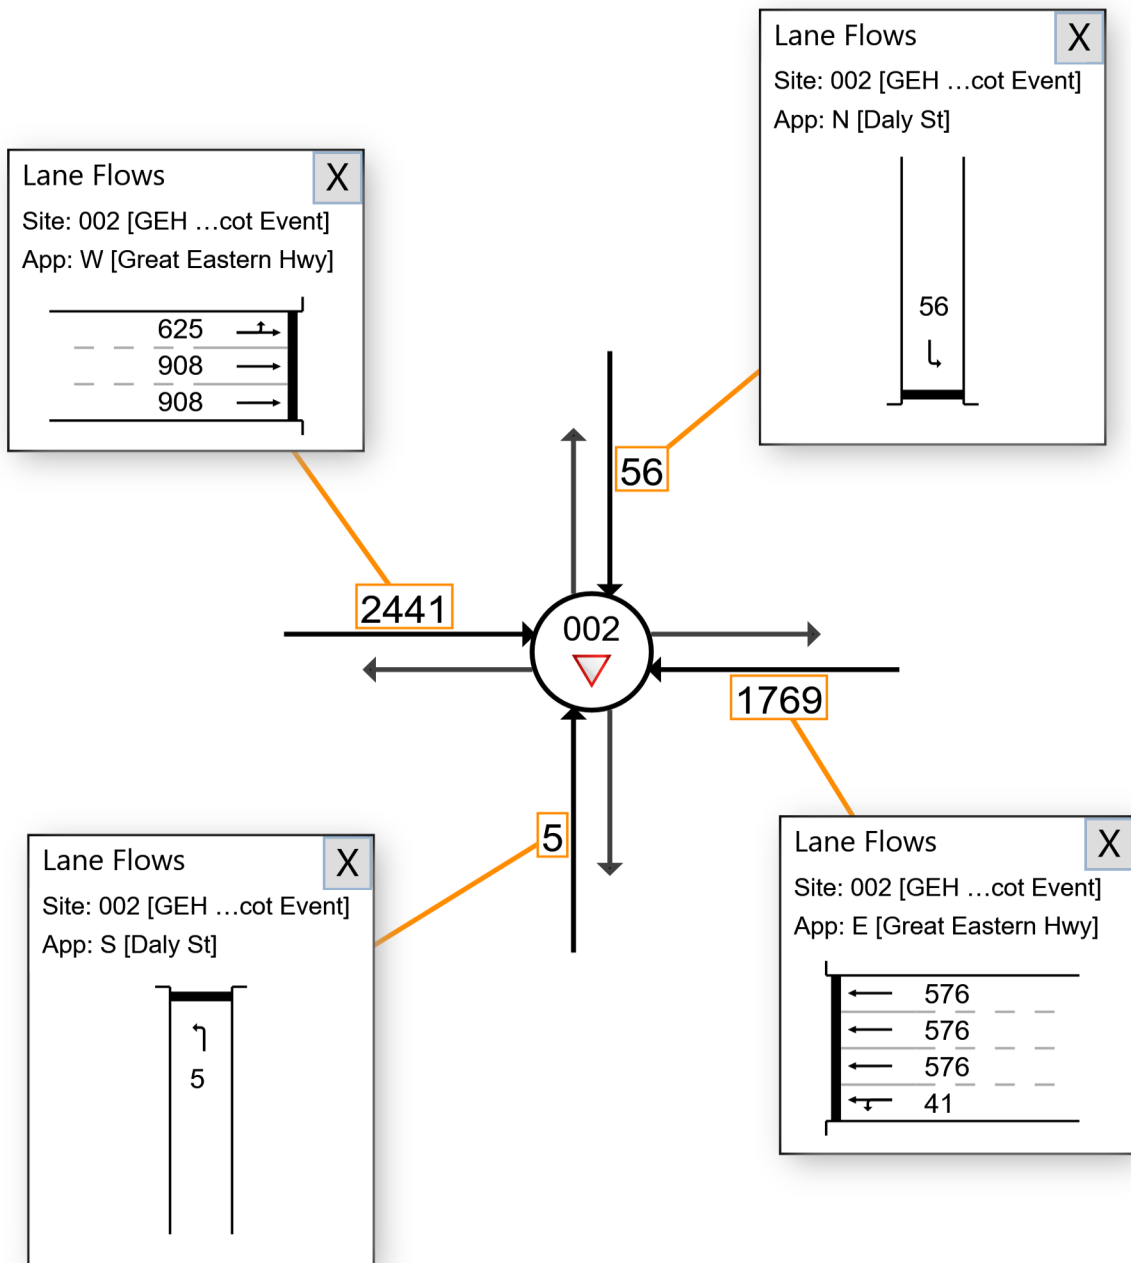 Lane Flows
X
Site: 002 [GEH ...cot Event]
App: N [Daly St]
56
Lane Flows
X
Site: 002 [GEH ...cot Event]
App: W [Great Eastern Hwy]
625
908
908
56
2441
002
1769
5
Lane Flows
X
Site: 002 [GEH ...cot Event]
App: S [Daly St]
5
Lane Flows
X
Site: 002 [GEH ...cot Event]
App: E [Great Eastern Hwy]
576
576
576
41